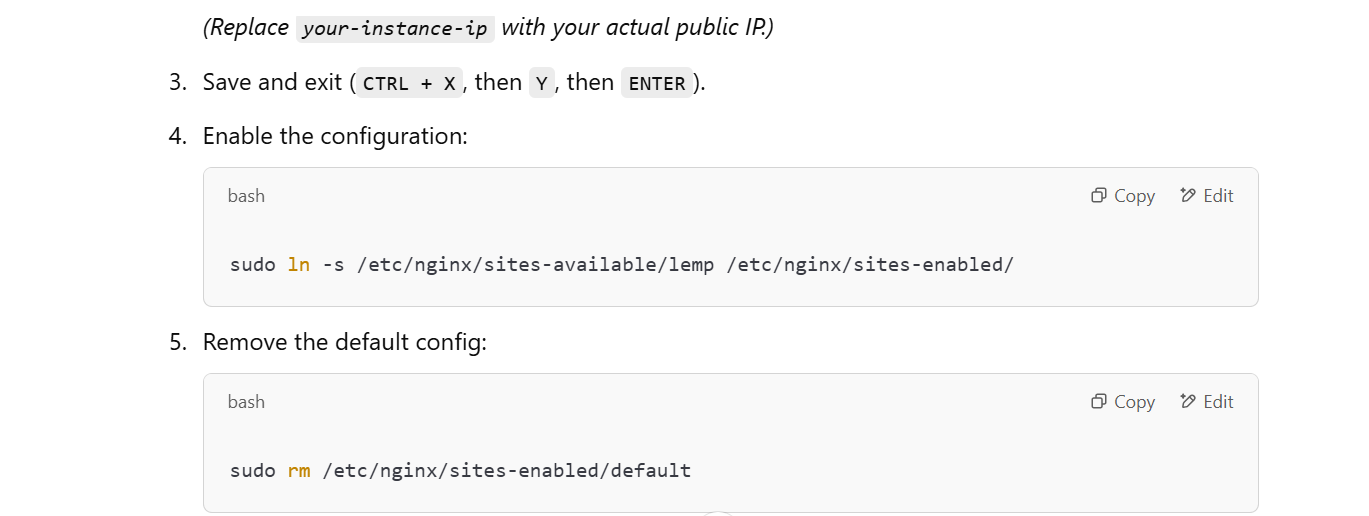 (Replace your-instance-ip with your actual public IP.)
3. Save and exit (CTRL + X, then Y, then ENTER).
4. Enable the configuration:
bash Copy Edit
sudo ln -s /etc/nginx/sites-available/lemp /etc/nginx/sites-enabled/
5. Remove the default config:
bash Copy Edit
sudo rm /etc/nginx/sites-enabled/default